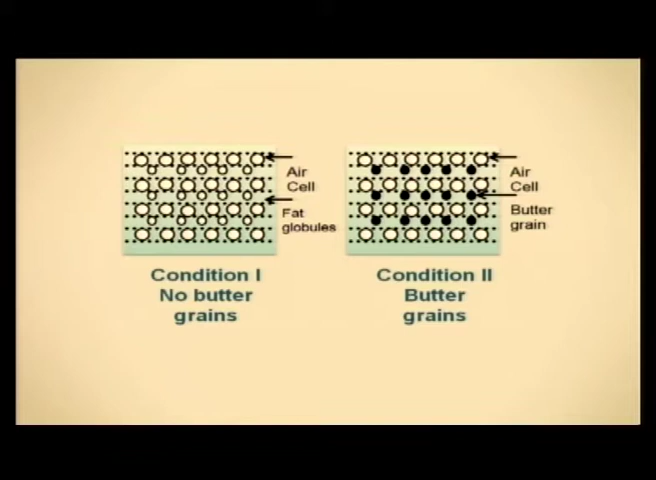 Air
Cell
Fat
globules
Condition I
No butter
grains
Air
Cell
Butter
grain
Condition II
Butter
grains